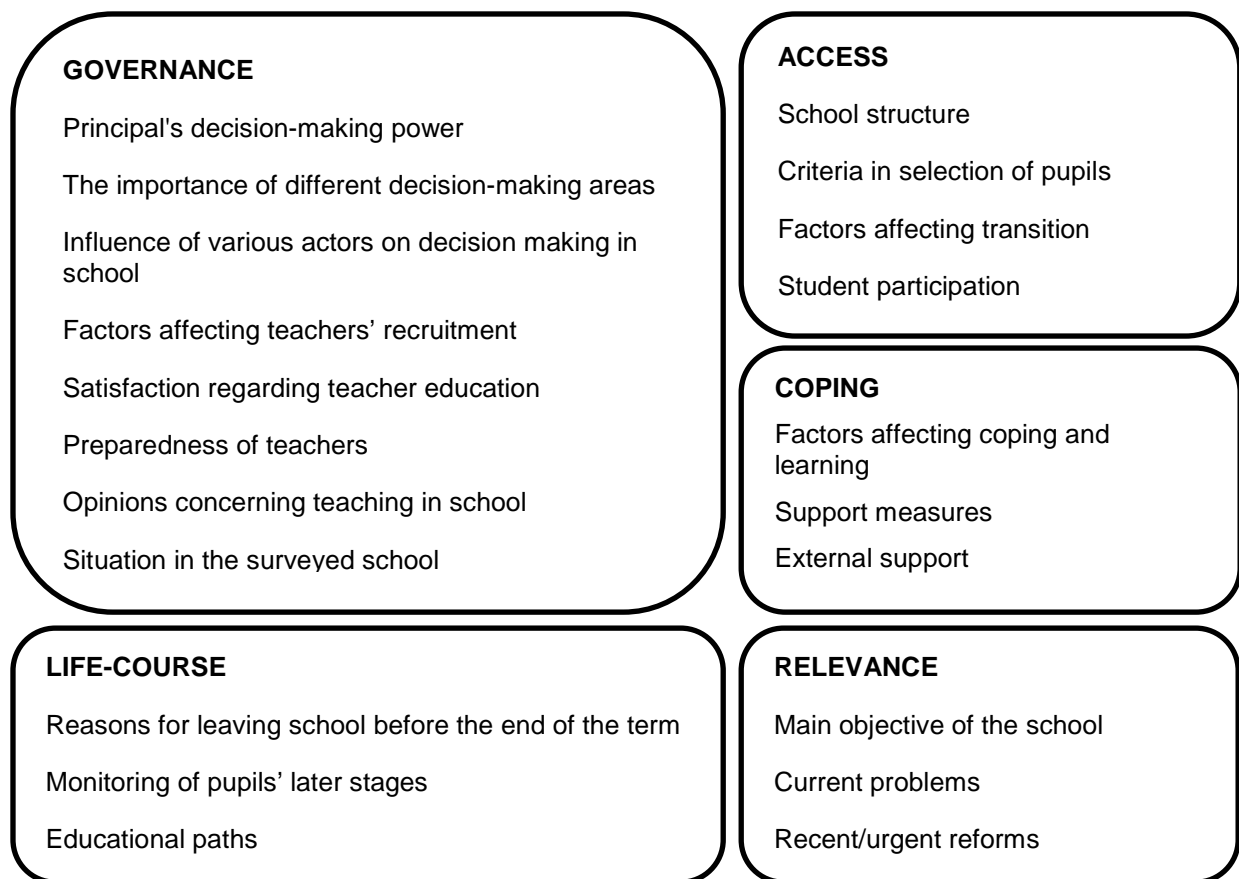 GOVERNANCE
Principal's decision-making power
The importance of different decision-making areas
Influence of various actors on decision making in
school
Factors affecting teachers’ recruitment
Satisfaction regarding teacher education
Preparedness of teachers
Opinions concerning teaching in school
Situation in the surveyed school
ACCESS
School structure
Criteria in selection of pupils
Factors affecting transition
Student participation
COPING
Factors affecting coping and
learning
Support measures
External support
LIFE-COURSE
Reasons for leaving school before the end of the term
Monitoring of pupils’ later stages
Educational paths
RELEVANCE
Main objective of the school
Current problems
Recent/urgent reforms